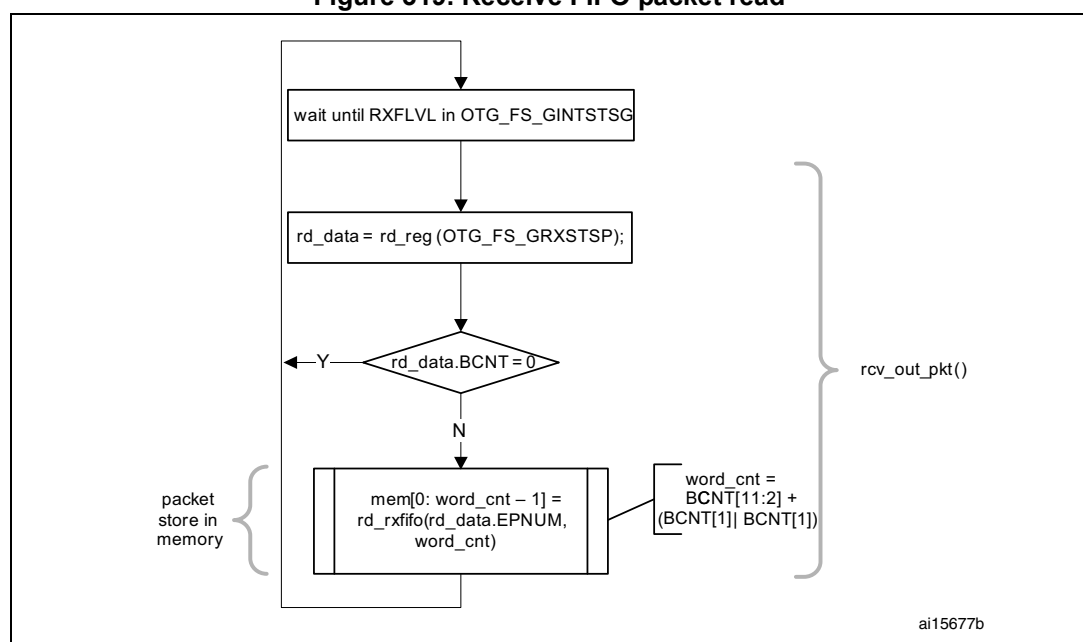 Figure 319. Receive FIFO packet read
wait until RXFLVL in OTG_FS_GINTSTSG
rd_data = rd_reg (OTG_FS_GRXSTSP);
rd_data.BCNT = 0
Y
rcv_out_pkt()
N
packet
store in
memory
mem[0: word_cnt – 1] =
rd_rxfifo(rd_data.EPNUM,
word_cnt)
word_cnt =
BCNT[11:2] +
(BCNT[1] | BCNT[1])
ai15677b